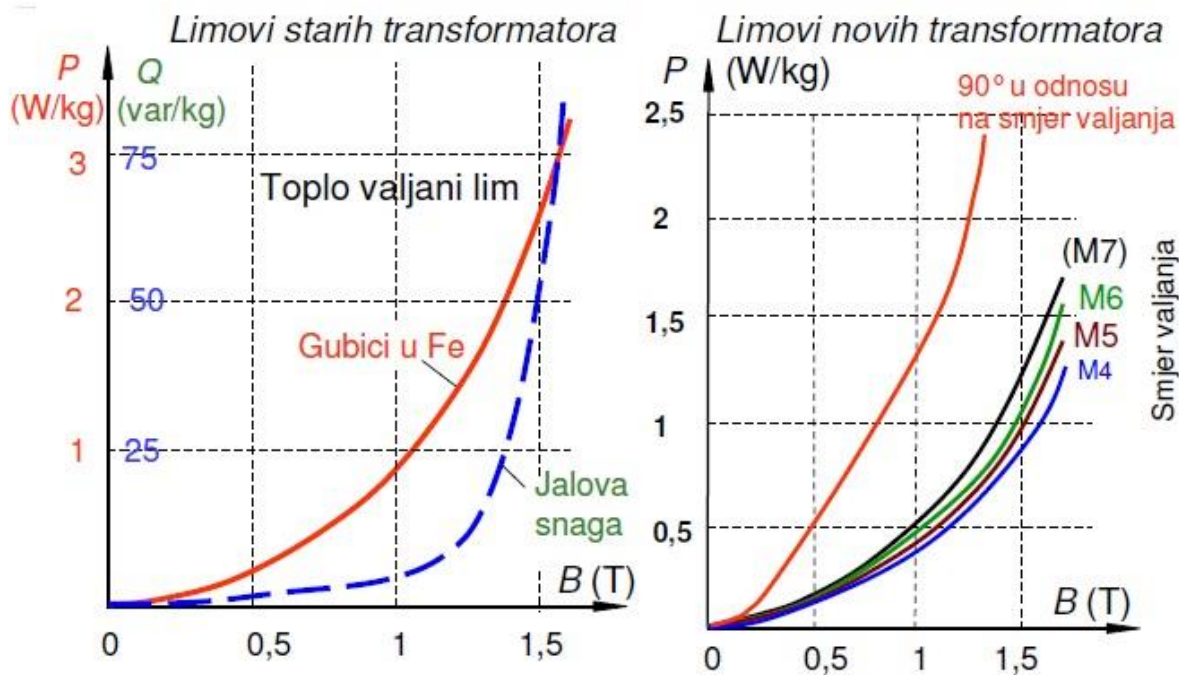 Limovi starih transformatora
P
(W/kg)
Q
(var/kg)
3
75
Toplo valjani lim
2
50
Gubici u Fe
1
25
Jalova
snaga
B (T)
0
0,5
1
1,5
Limovi novih transformatora
P
(W/kg)
90° u odnosu
na smjer valjanja
2,5
2
(M7)
M6
1,5
M5
M4
Smjer valjanja
1
0,5
B (T)
0
0,5
1
1,5